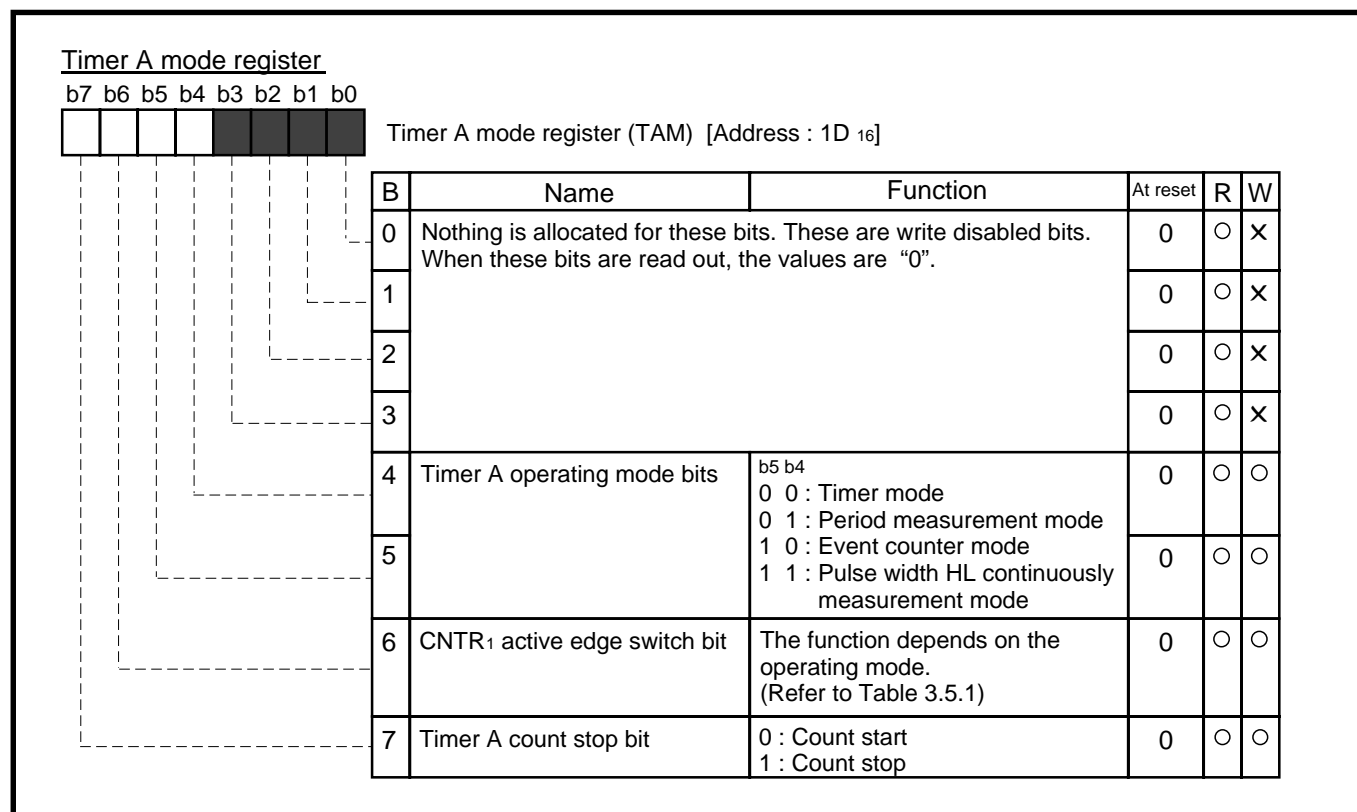 Timer A mode register
b7 b6 b5 b4 b3 b2 b1 b0
Timer A mode register (TAM) [Address : 1D 16]
B Name Function At reset R W
0 Nothing is allocated for these bits. These are write disabled bits. 0 ○ ×
When these bits are read out, the values are “0”.
1 0 ○ ×
2 0 ○ ×
3 0 ○ ×
4 Timer A operating mode bits b5 b4 0 ○ ○
0 0 : Timer mode
0 1 : Period measurement mode
5 1 0 : Event counter mode 0 ○ ○
1 1 : Pulse width HL continuously
measurement mode
6 CNTR1 active edge switch bit The function depends on the 0 ○ ○
operating mode.
(Refer to Table 3.5.1)
7 Timer A count stop bit 0 : Count start 0 ○ ○
1 : Count stop